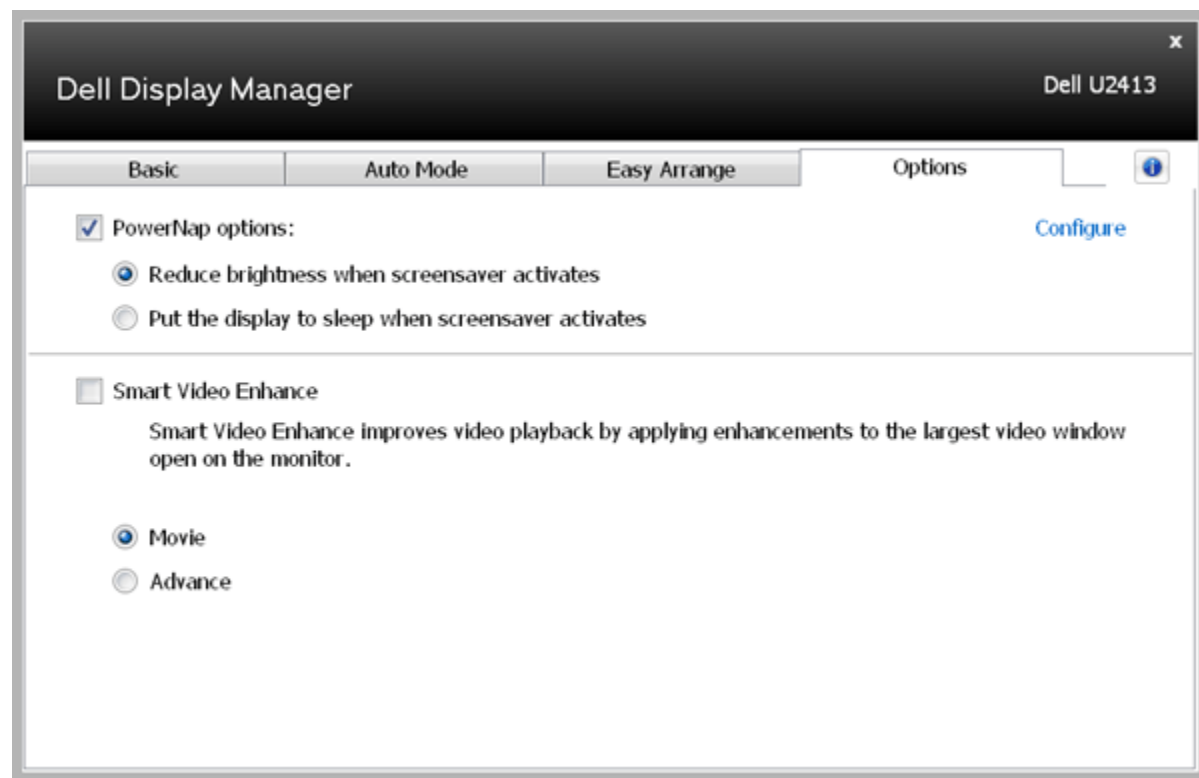 x
Dell Display Manager
Dell U2413
Basic
Auto Mode
Easy Arrange
Options
PowerNap options:
Configure
Reduce brightness when screensaver activates
Put the display to sleep when screensaver activates
Smart Video Enhance
Smart Video Enhance improves video playback by applying enhancements to the largest video window
open on the monitor.
Movie
Advance